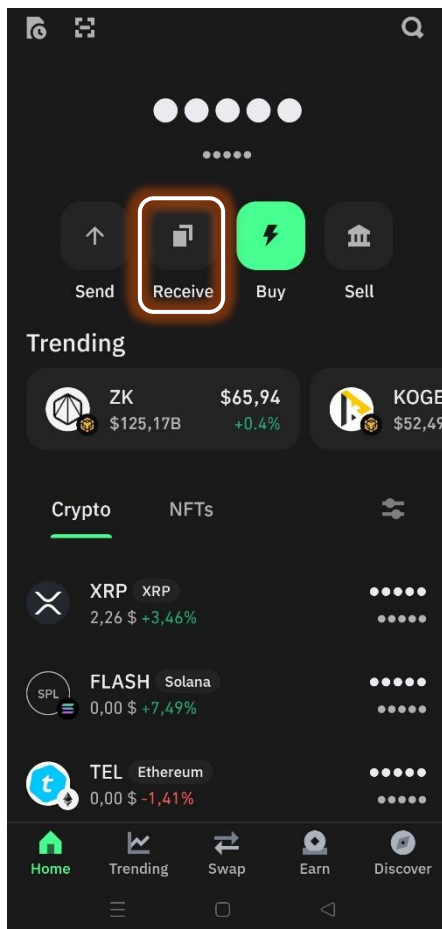 Send Receive Buy Sell
Trending
ZK $65,94
$125,17B +0.4%
KOGE
$52,49
Crypto NFTs
XRP XRP
2,26 $ +3,46%
SPL
FLASH Solana
0,00 $ +7,49%
TEL Ethereum
0,00 $ -1,41%
Home Trending Swap Earn Discover